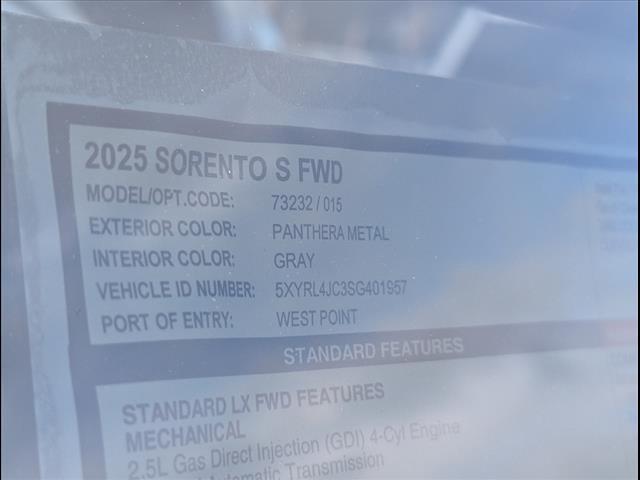 2025 SORENTO S FWD
MODEL/OPT.CODE: 73232 / 015
EXTERIOR COLOR: PANTHERA METAL
INTERIOR COLOR: GRAY
VEHICLE ID NUMBER: 5XYRL4JC3SG401957
PORT OF ENTRY: WEST POINT
STANDARD FEATURES
STANDARD LX FWD FEATURES
MECHANICAL
2.5L Gas Direct Injection (GDI) 4-Cyl Engine
Automatic Transmission